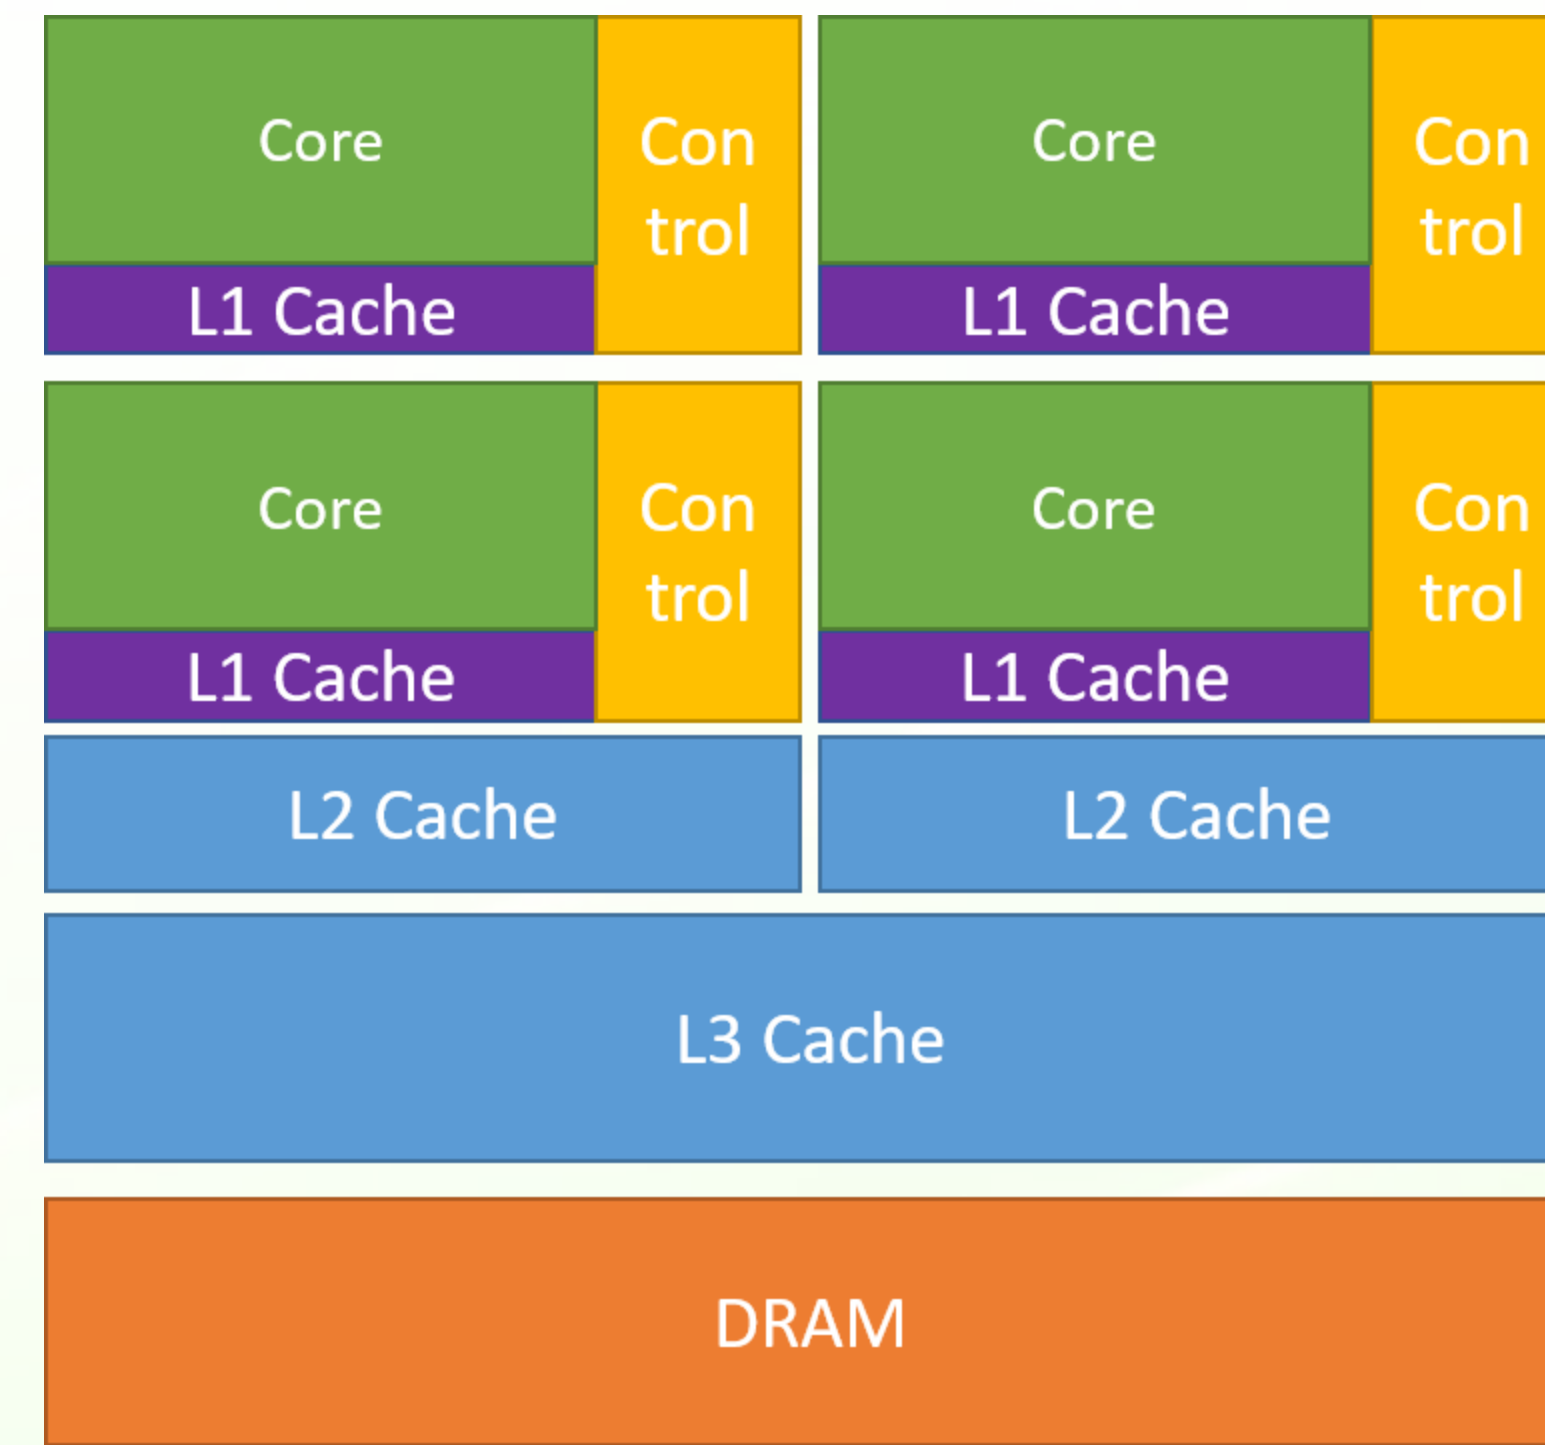 Core
Con
trol
L1 Cache
Core
Con
trol
L1 Cache
Core
Con
trol
L1 Cache
Core
Con
trol
L1 Cache
L2 Cache
L2 Cache
L3 Cache
DRAM